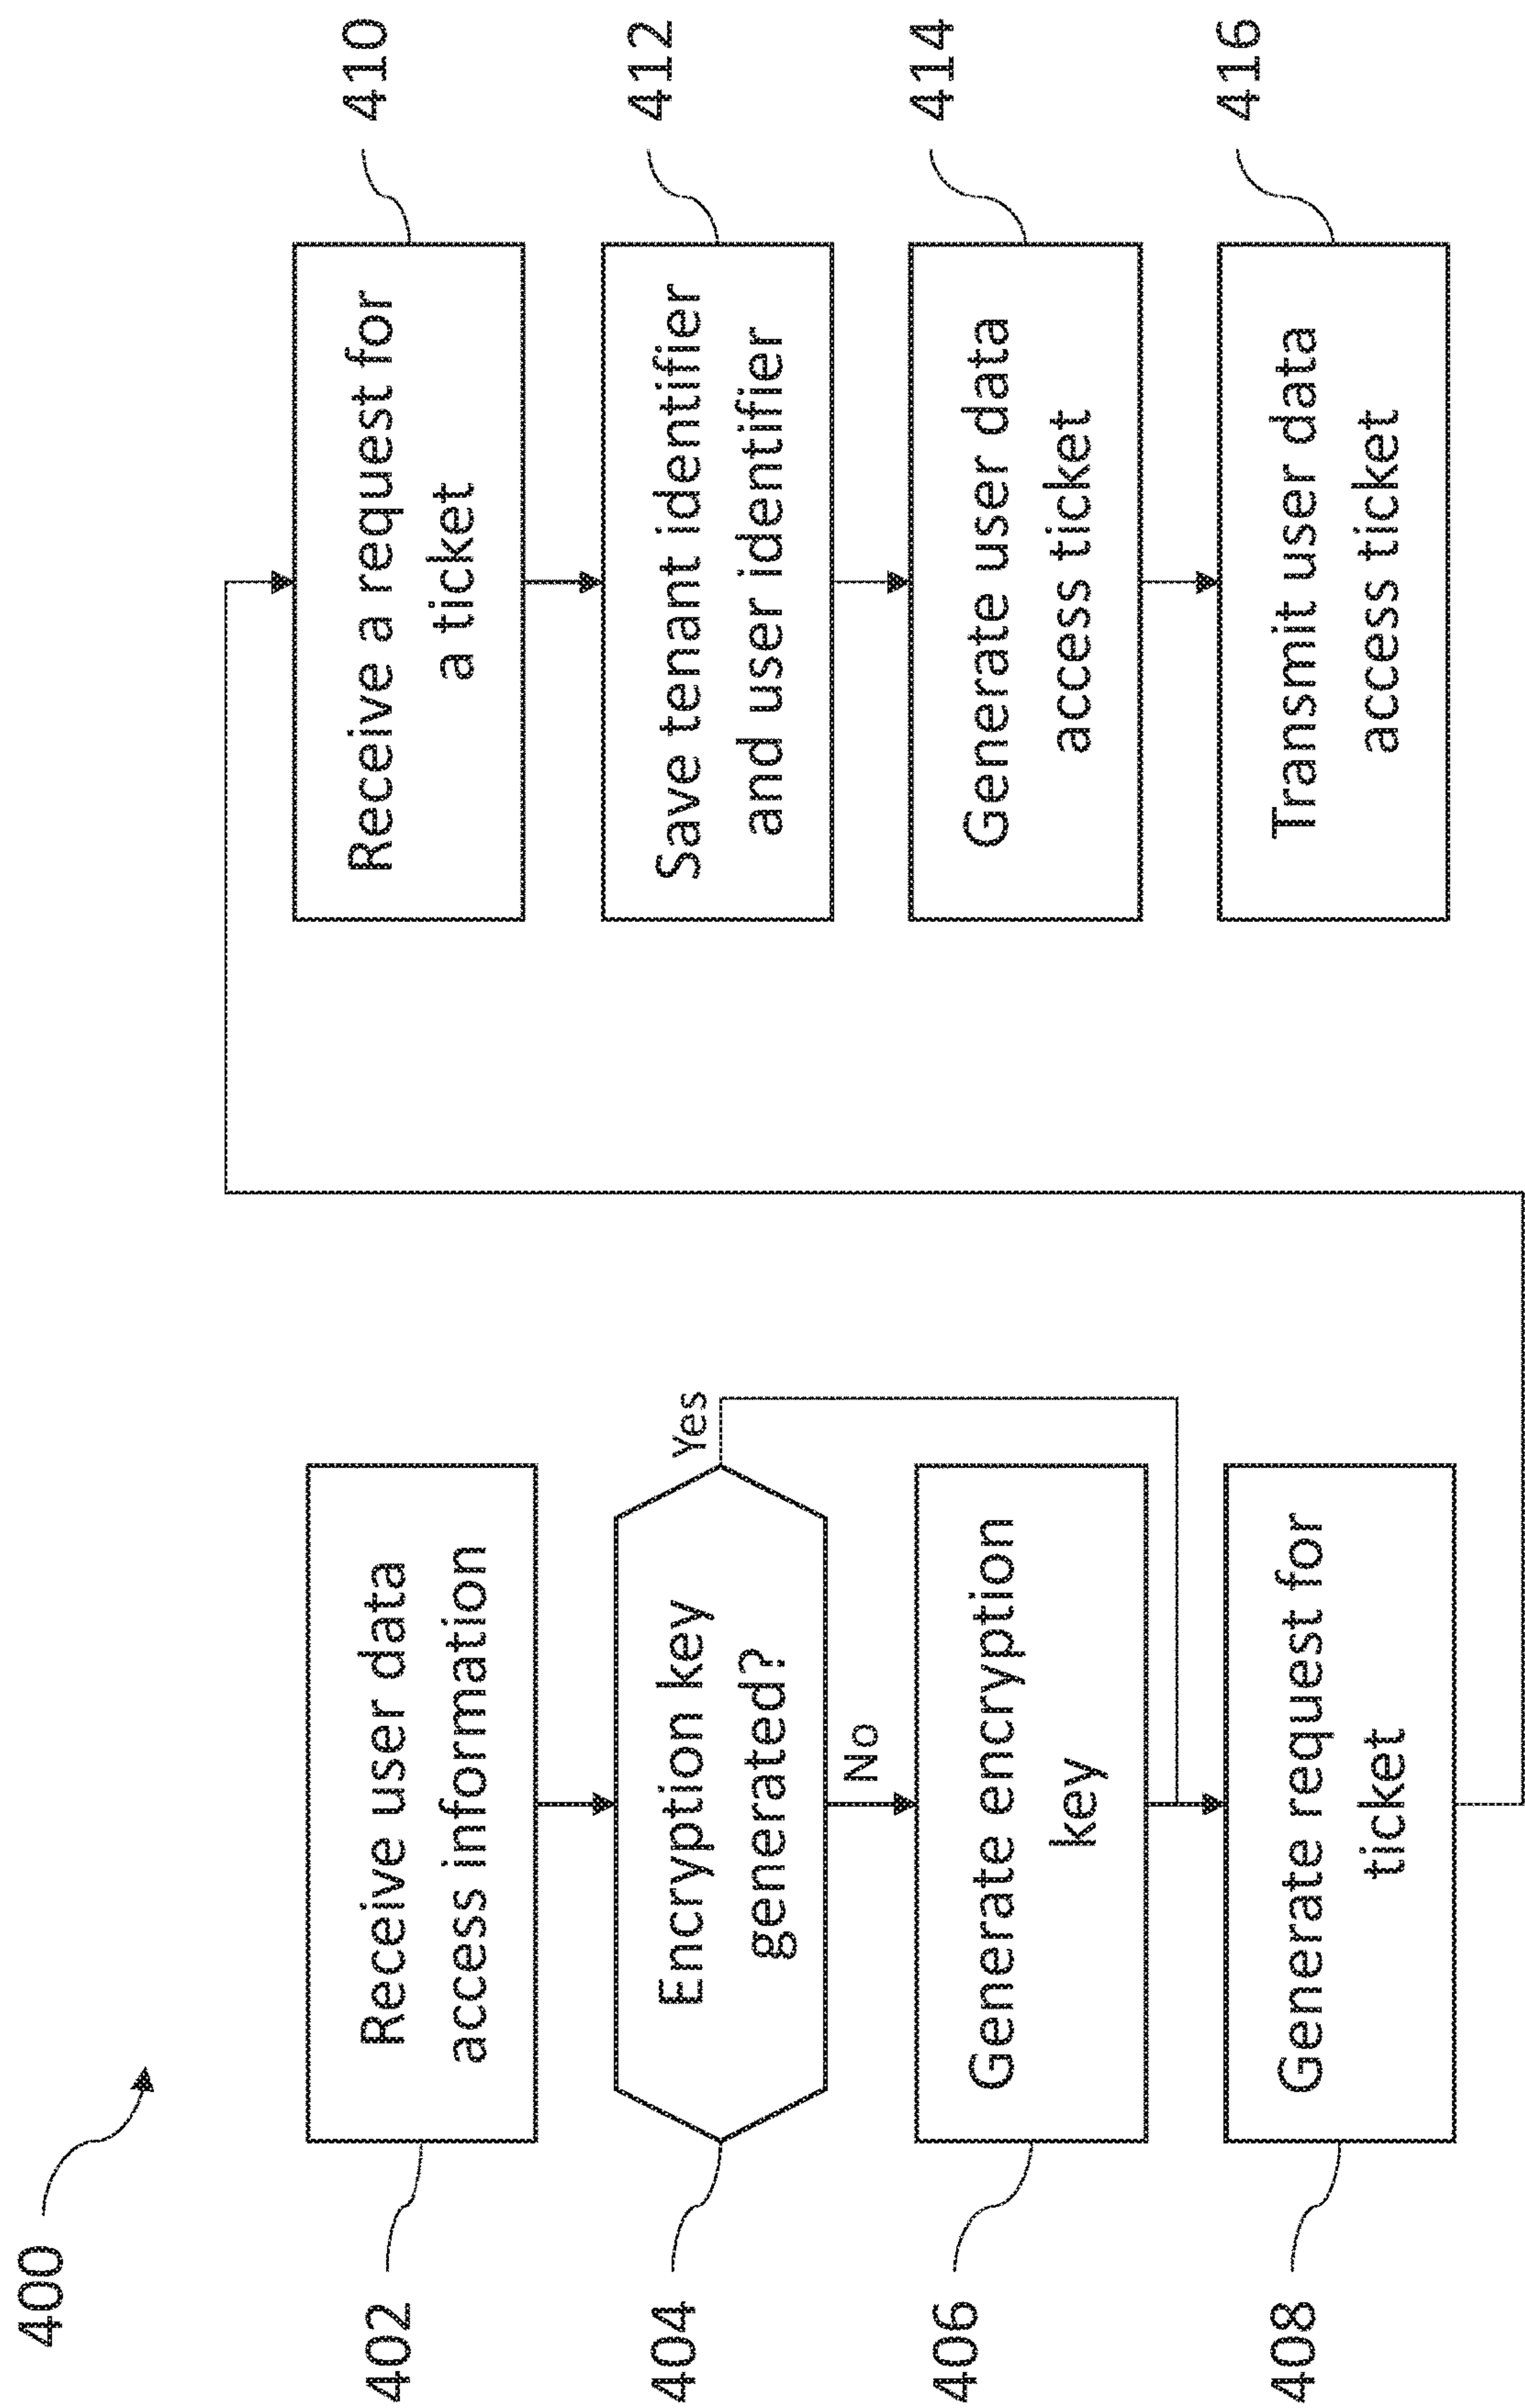 400
402
Receive user data
access information
404
Encryption key
generated?
Yes
No
406
Generate encryption
key
408
Generate request for
ticket
410
Receive a request for
a ticket
412
Save tenant identifier
and user identifier
414
Generate user data
access ticket
416
Transmit user data
access ticket